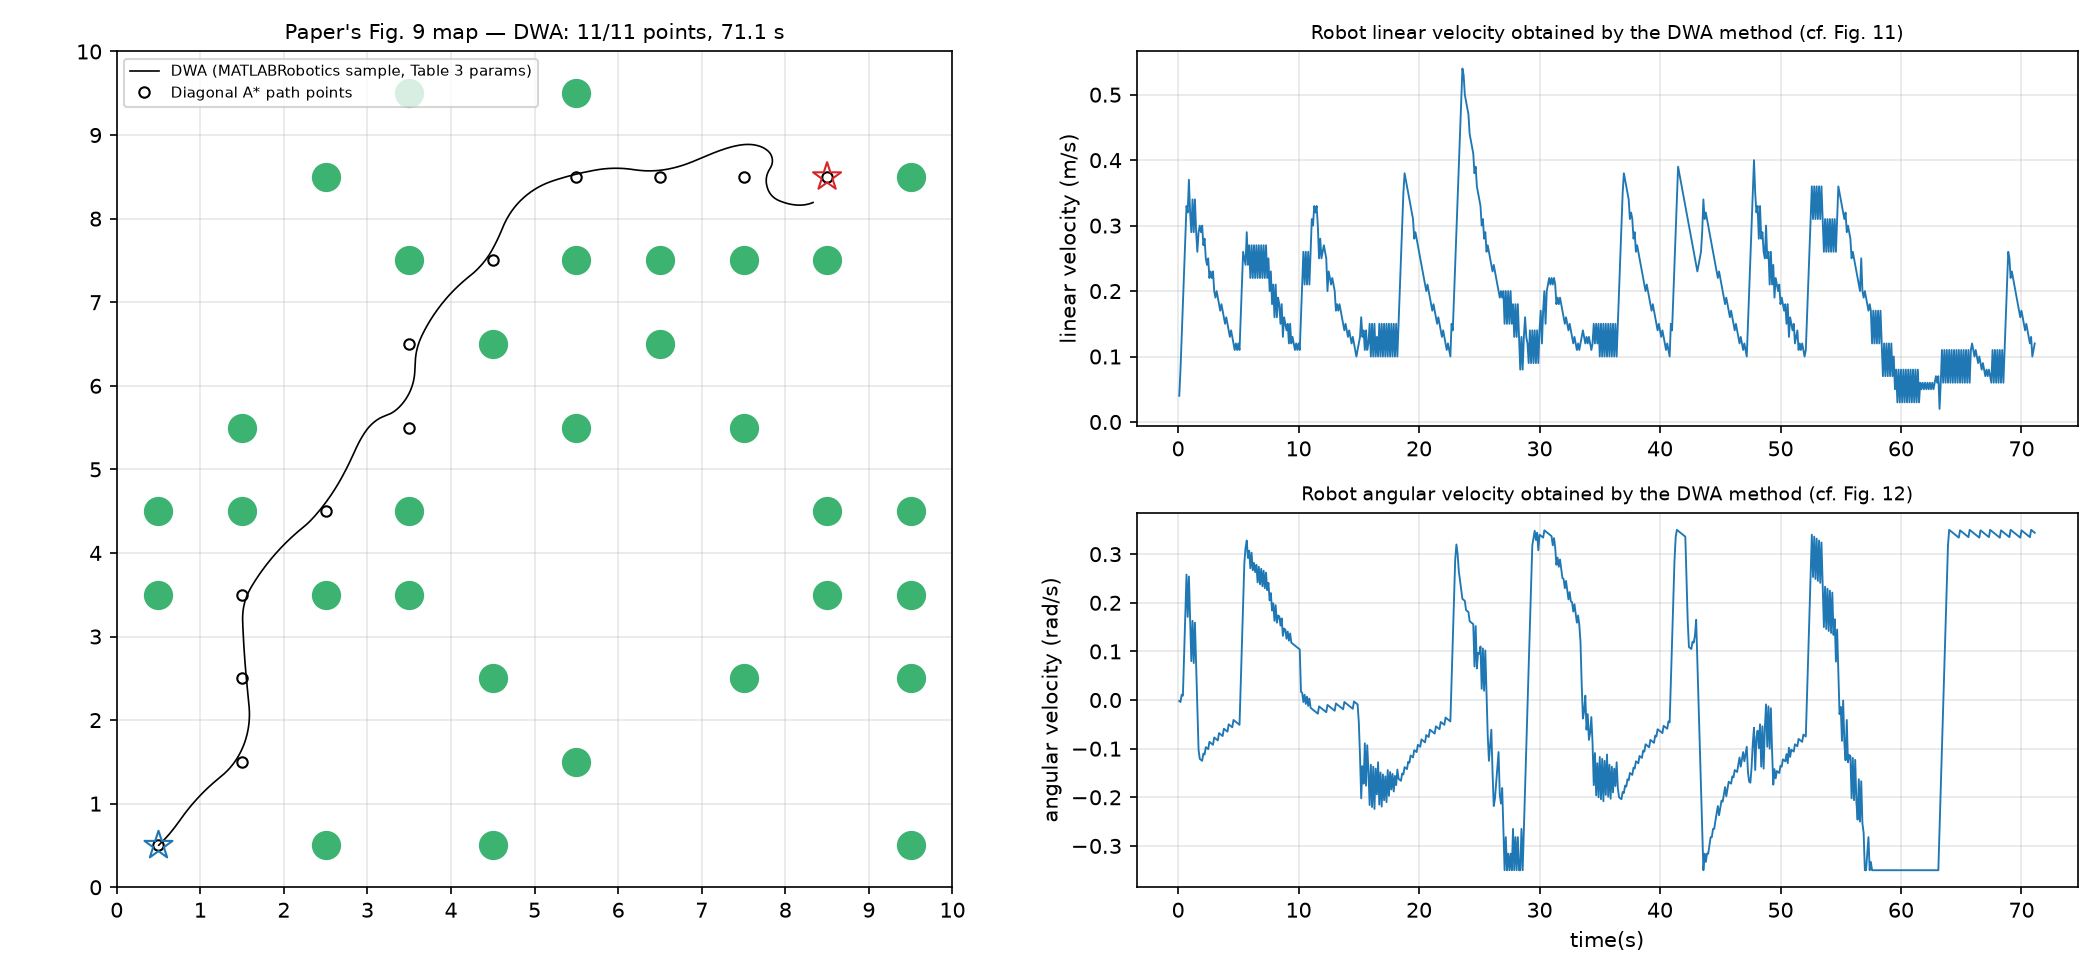 Paper's Fig. 9 map — DWA: 11/11 points, 71.1 s
DWA (MATLABRobotics sample, Table 3 params)
Diagonal A* path points
10
9
8
7
6
5
4
3
2
1
0
0 1 2 3 4 5 6 7 8 9 10
Robot linear velocity obtained by the DWA method (cf. Fig. 11)
linear velocity (m/s)
0.5
0.4
0.3
0.2
0.1
0.0
0 10 20 30 40 50 60 70
Robot angular velocity obtained by the DWA method (cf. Fig. 12)
angular velocity (rad/s)
0.3
0.2
0.1
0.0
−0.1
−0.2
−0.3
0 10 20 30 40 50 60 70
time(s)